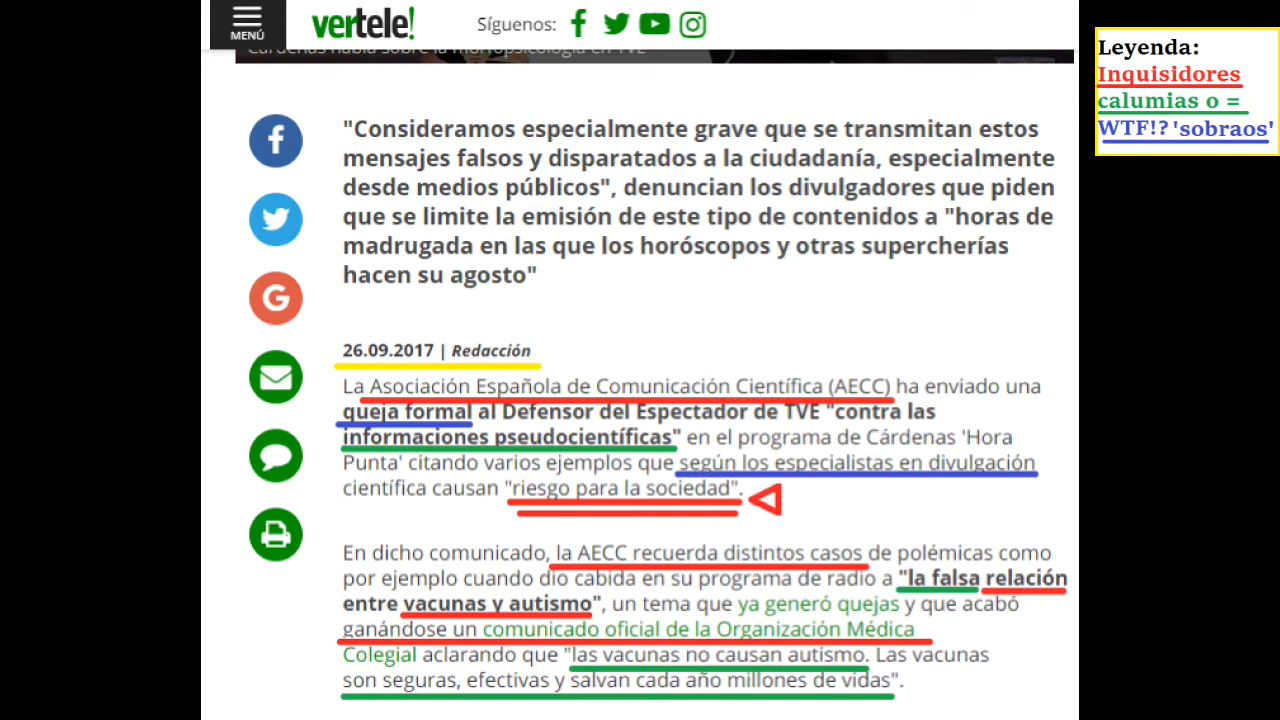 MENÚ
vertele!
Síguenos:
Cárdenas habla sobre la morfopsicología en TVE
Leyenda:
Inquisidores
calumias o =
WTF!? 'sobraos'
"Consideramos especialmente grave que se transmitan estos
mensajes falsos y disparatados a la ciudadanía, especialmente
desde medios públicos", denuncian los divulgadores que piden
que se limite la emisión de este tipo de contenidos a "horas de
madrugada en las que los horóscopos y otras supercherías
hacen su agosto"
26.09.2017 | Redacción
La Asociación Española de Comunicación Científica (AECC) ha enviado una
queja formal al Defensor del Espectador de TVE "contra las
informaciones pseudocientíficas" en el programa de Cárdenas 'Hora
Punta' citando varios ejemplos que según los especialistas en divulgación
científica causan "riesgo para la sociedad".
En dicho comunicado, la AECC recuerda distintos casos de polémicas como
por ejemplo cuando dio cabida en su programa de radio a "la falsa relación
entre vacunas y autismo", un tema que ya generó quejas y que acabó
ganándose un comunicado oficial de la Organización Médica
Colegial aclarando que "las vacunas no causan autismo. Las vacunas
son seguras, efectivas y salvan cada año millones de vidas".